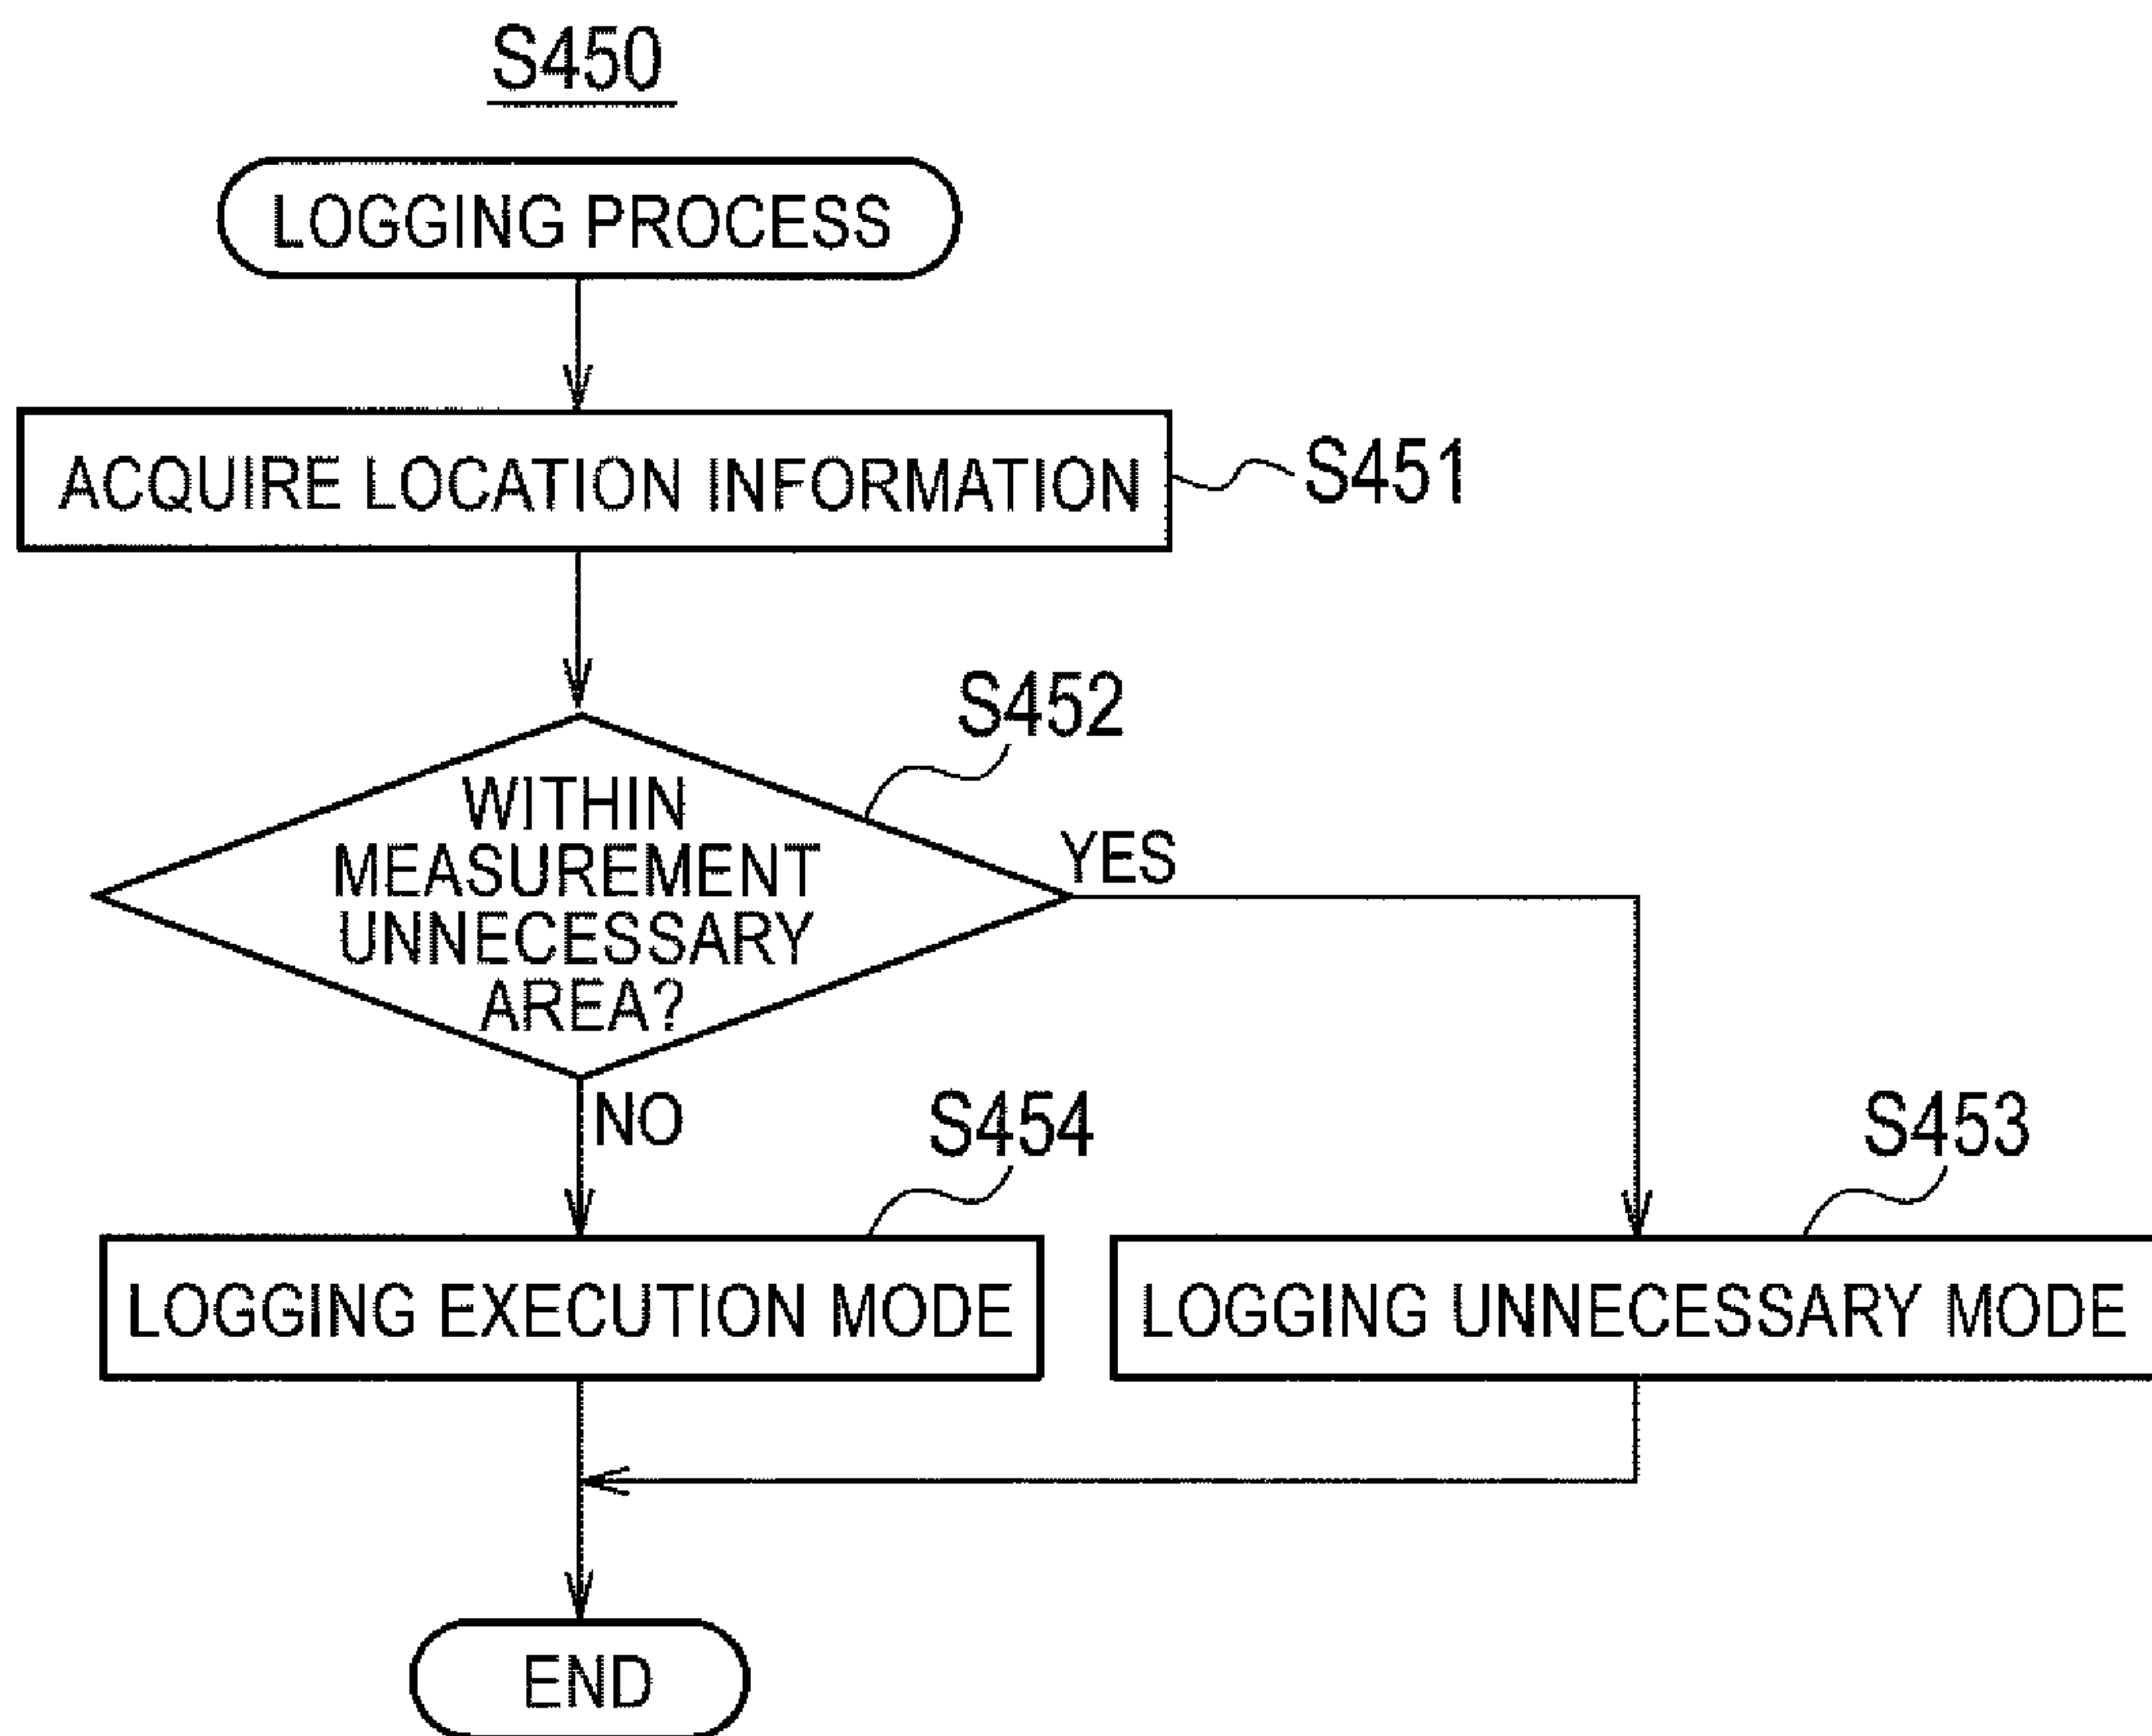 S450
LOGGING PROCESS
ACQUIRE LOCATION INFORMATION
S451
S452
WITHIN
MEASUREMENT
UNNECESSARY
AREA?
YES
NO
S454
S453
LOGGING EXECUTION MODE
LOGGING UNNECESSARY MODE
END